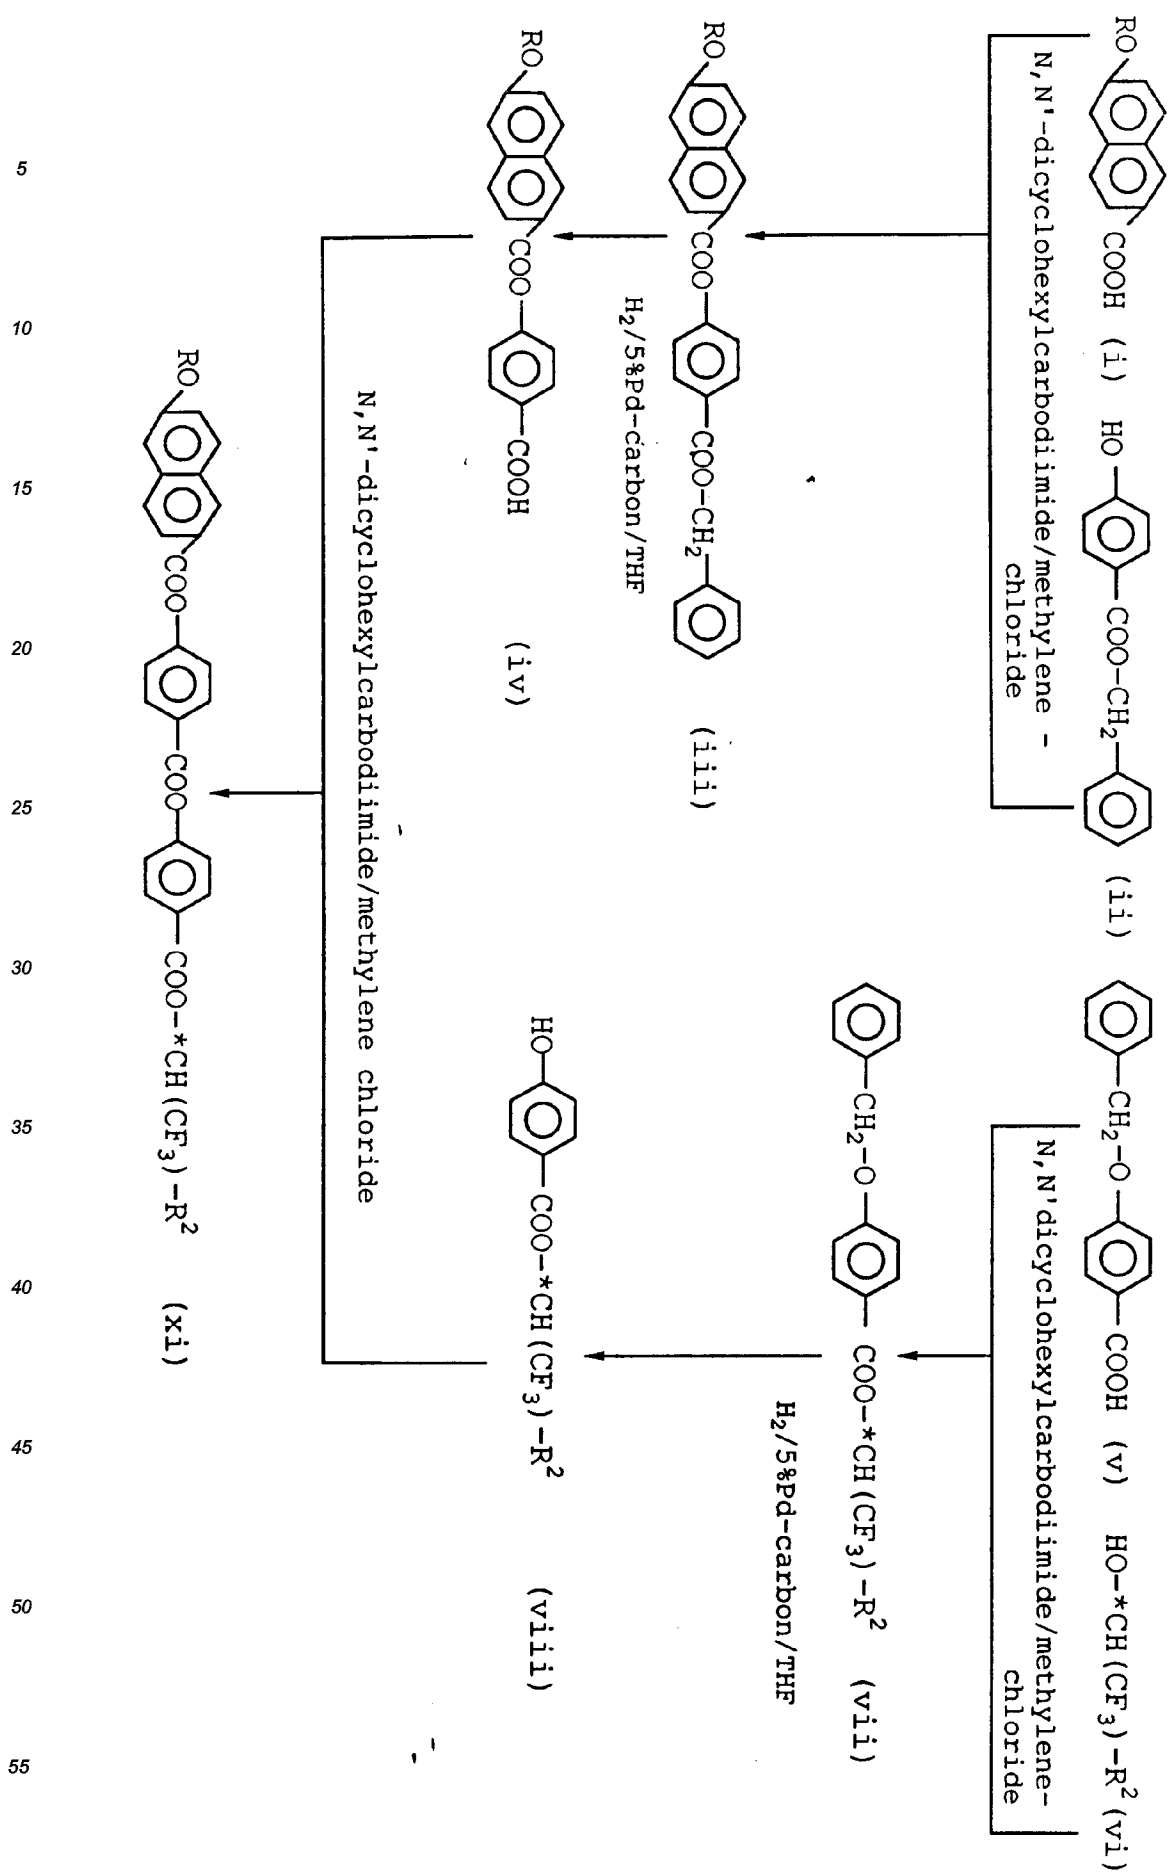 RO COOH (i) HO COO-CH2 (ii) CH2-O COOH (v) HO-*CH(CF3)-R2 (vi)
N,N'-dicyclohexylcarbodiimide/methylene -
chloride
N,N'dicyclohexylcarbodiimide/methylene-
chloride
RO COO COO-CH2 (iii)
CH2-O COO-*CH(CF3)-R2 (vii)
H2/5%Pd-carbon/THF
H2/5%Pd-carbon/THF
RO COO COOH (iv)
HO COO-*CH(CF3)-R2 (viii)
N,N'-dicyclohexylcarbodiimide/methylene chloride
RO COO COO COO-*CH(CF3)-R2 (xi)
5
10
15
20
25
30
35
40
45
50
55